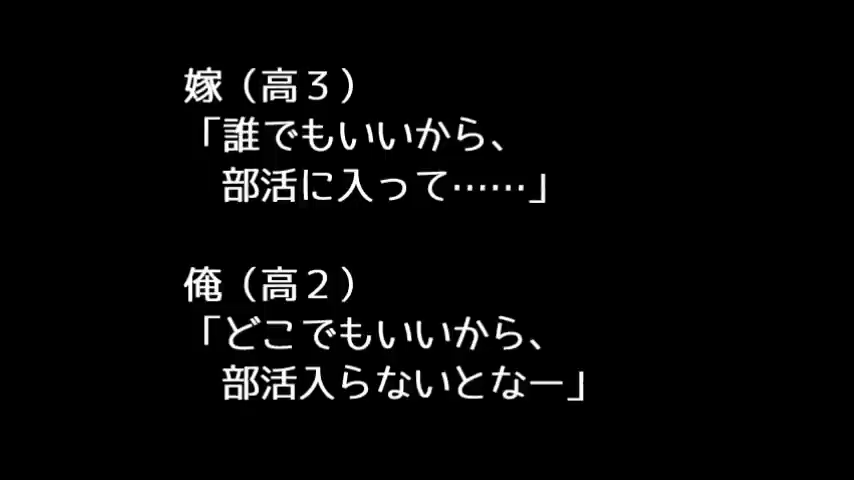 嫁（高３）
「誰でもいいから、
部活に入って……」
俺（高２）
「どこでもいいから、
部活入らないとなー」